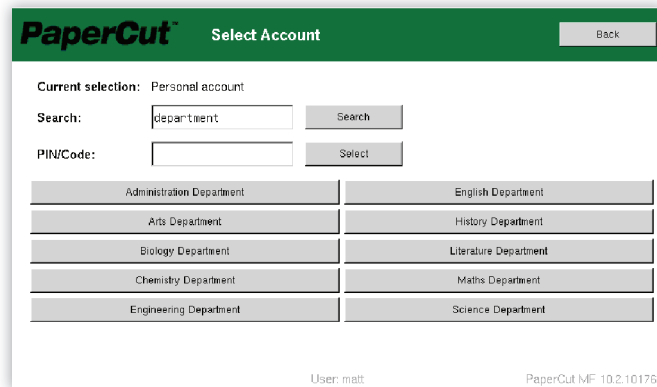 PaperCut™ Select Account Back
Current selection: Personal account
Search: department Search
PIN/Code: Select
Administration Department English Department
Arts Department History Department
Biology Department Literature Department
Chemistry Department Maths Department
Engineering Department Science Department
User: matt PaperCut MF 10.2.10176